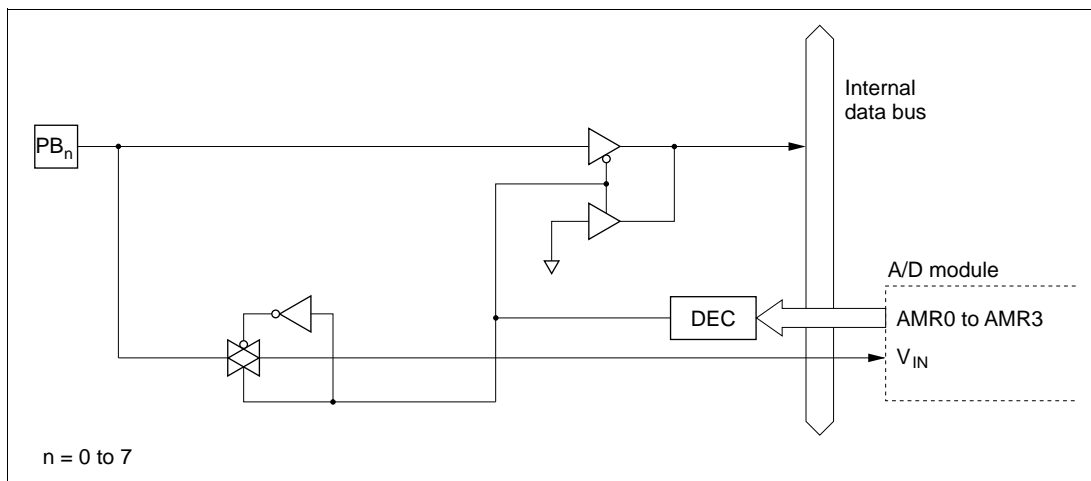 Internal
data bus
PBn
A/D module
DEC
AMR0 to AMR3
VIN
n = 0 to 7